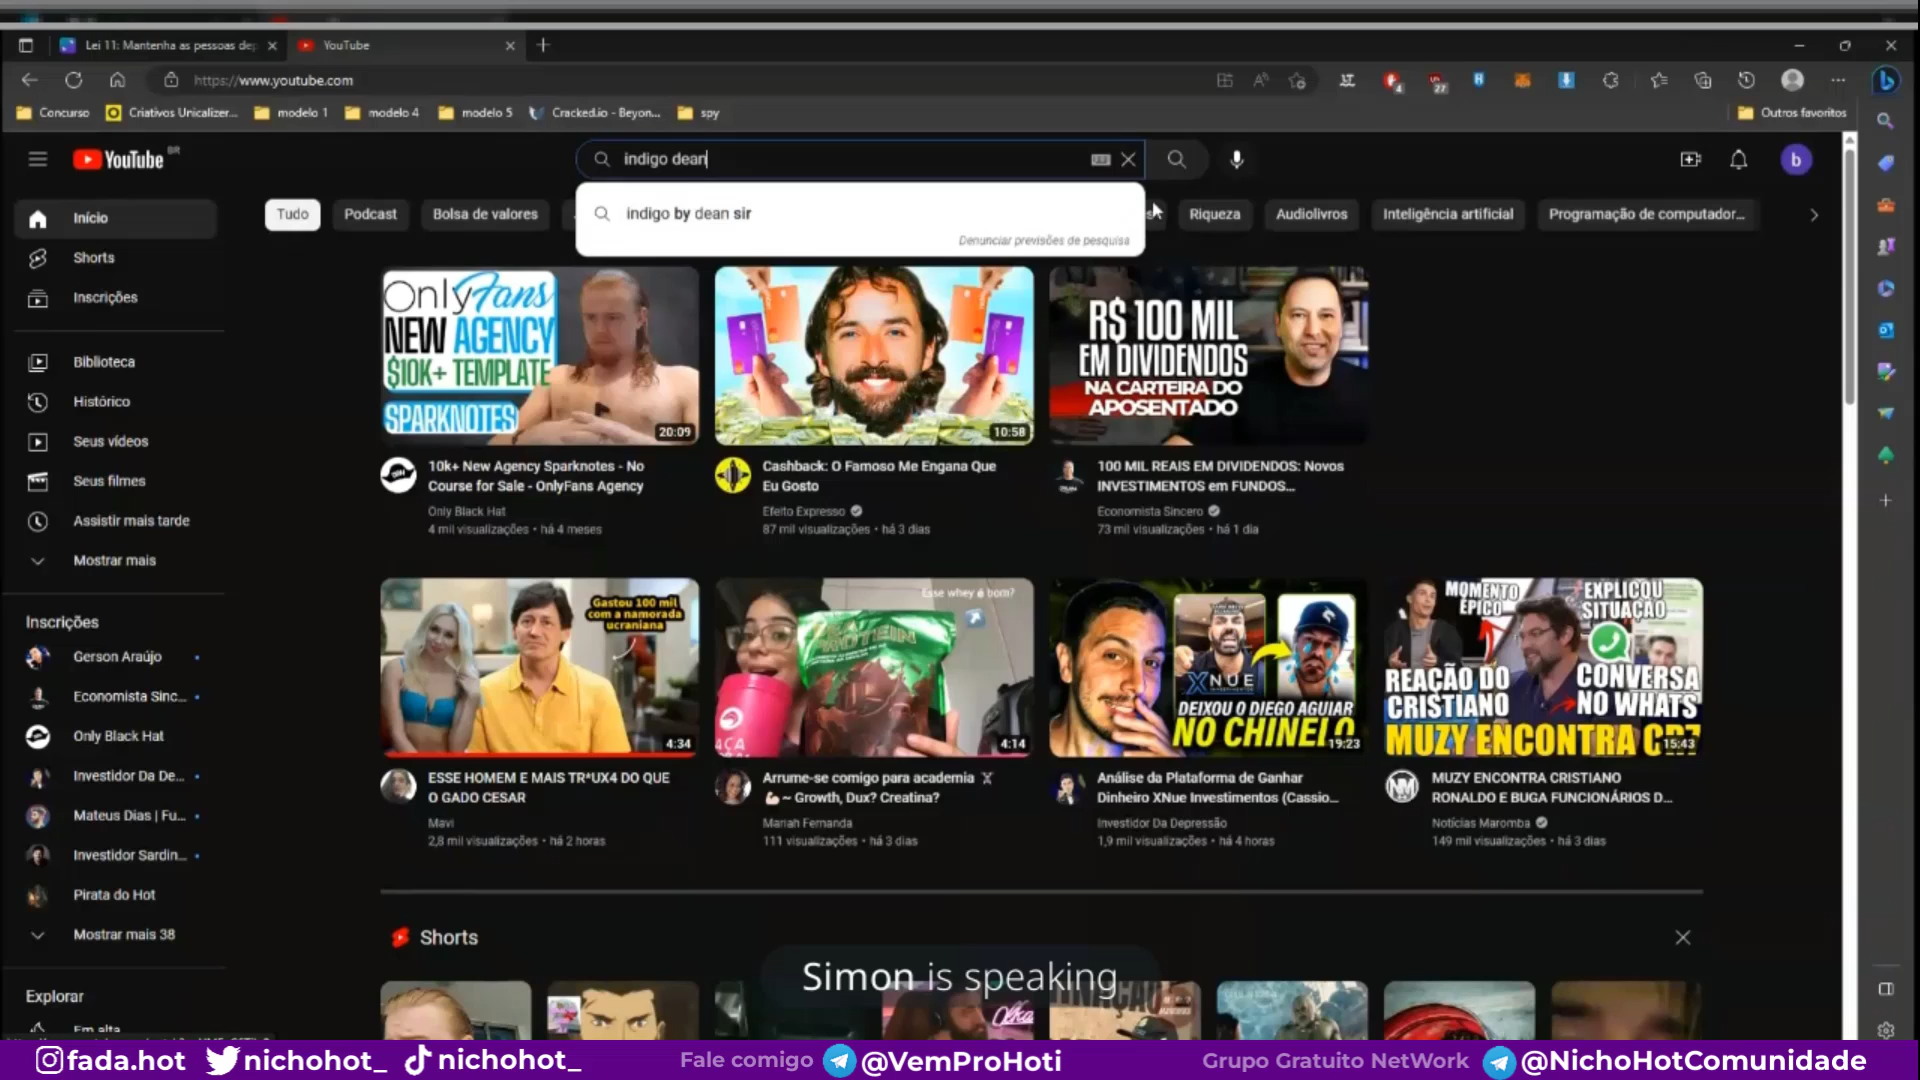 Lei 11: Mantenha as pessoas de
YouTube
https://www.youtube.com
4
27
Concurso
Criativos Unicalizer...
modelo 1
modelo 4
modelo 5
Cracked.io - Beyon...
spy
Outros favoritos
YouTube BR
indigo dean
b
indigo by dean sir
Denunciar previsões de pesquisa
Tudo
Podcast
Bolsa de valores
Riqueza
Audiolivros
Inteligência artificial
Programação de computador...
Início
Shorts
Inscrições
Biblioteca
Histórico
Seus vídeos
Seus filmes
Assistir mais tarde
Mostrar mais
Inscrições
Gerson Araújo
Economista Sinc...
Only Black Hat
Investidor Da De...
Mateus Dias | Fu...
Investidor Sardin...
Pirata do Hot
Mostrar mais 38
Explorar
Em alta
OnlyFans
NEW AGENCY
$10K+ TEMPLATE
SPARKNOTES
20:09
10k+ New Agency Sparknotes - No
Course for Sale - OnlyFans Agency
Only Black Hat
4 mil visualizações • há 4 meses
10:58
Cashback: O Famoso Me Engana Que
Eu Gosto
Efeito Expresso
87 mil visualizações • há 3 dias
R$ 100 MIL
EM DIVIDENDOS
NA CARTEIRA DO
APOSENTADO
100 MIL REAIS EM DIVIDENDOS: Novos
INVESTIMENTOS em FUNDOS...
Economista Sincero
73 mil visualizações • há 1 dia
Gastou 100 mil
com a namorada
ucraniana
4:34
ESSE HOMEM E MAIS TR*UX4 DO QUE
O GADO CESAR
Mavi
2,8 mil visualizações • há 2 horas
Esse whey é bom?
PROTEIN
4:14
Arrume-se comigo para academia
~ Growth, Dux? Creatina?
Mariah Fernanda
111 visualizações • há 3 dias
XNUE
DEIXOU O DIEGO AGUIAR
NO CHINELO
19:23
Análise da Plataforma de Ganhar
Dinheiro XNue Investimentos (Cassio...
Investidor Da Depressão
1,9 mil visualizações • há 4 horas
MOMENTO
ÉPICO
EXPLICOU
SITUAÇÃO
REAÇÃO DO
CRISTIANO
CONVERSA
NO WHATS
MUZY ENCONTRA CR7
15:43
MUZY ENCONTRA CRISTIANO
RONALDO E BUGA FUNCIONÁRIOS D...
NM
Notícias Maromba
149 mil visualizações • há 3 dias
Shorts
Simon is speaking
fada.hot
nichohot_
nichohot_
Fale comigo
@VemProHoti
Grupo Gratuito NetWork
@NichoHotComunidade